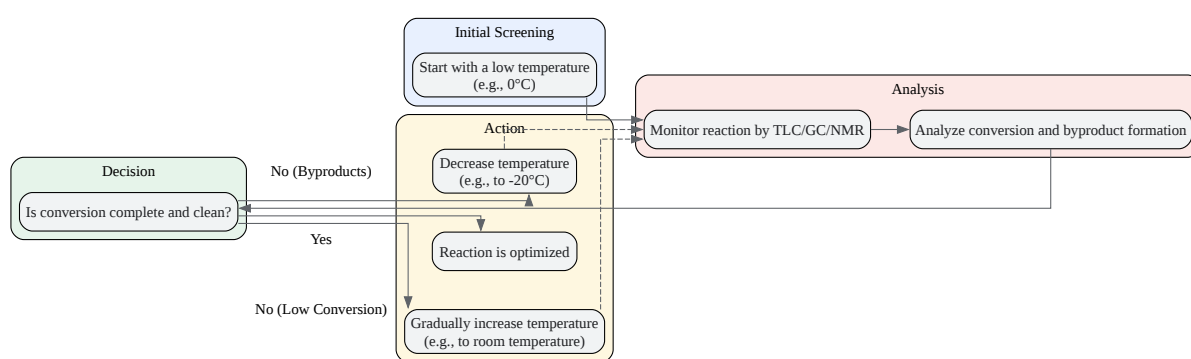 Initial Screening
Start with a low temperature
(e.g., 0°C)
Analysis
Monitor reaction by TLC/GC/NMR
Analyze conversion and byproduct formation
Action
Decrease temperature
(e.g., to -20°C)
Decision
No (Byproducts)
Is conversion complete and clean?
Yes
Reaction is optimized
No (Low Conversion)
Gradually increase temperature
(e.g., to room temperature)